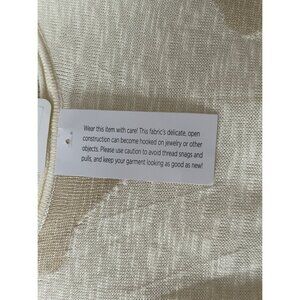 Wear this item with care! This fabric's delicate, open
construction can become hooked on jewelry or other
objects. Please use caution to avoid thread snags and
pulls, and keep your garment looking as good as new!